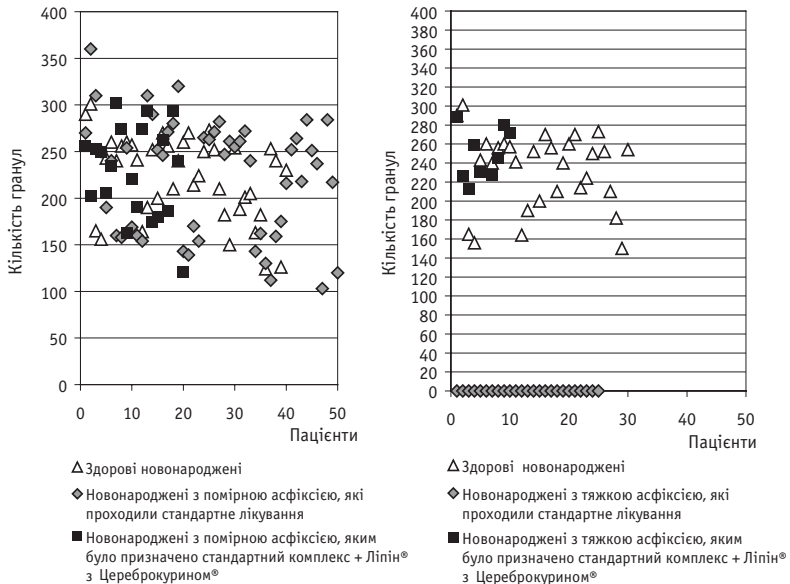 Кількість гранул
400
350
300
250
200
150
100
50
0
0 10 20 30 40 50
Пацієнти
△ Здорові новонароджені
Новонароджені з помірною асфіксією, які
проходили стандартне лікування
Новонароджені з помірною асфіксією, яким
було призначено стандартний комплекс + Ліпін®
з Цереброкурином®
Кількість гранул
400
380
360
340
320
300
280
260
240
220
200
180
160
140
120
100
80
60
40
20
0
0 10 20 30 40 50
Пацієнти
△ Здорові новонароджені
Новонароджені з тяжкою асфіксією, які
проходили стандартне лікування
Новонароджені з тяжкою асфіксією, яким
було призначено стандартний комплекс + Ліпін®
з Цереброкурином®